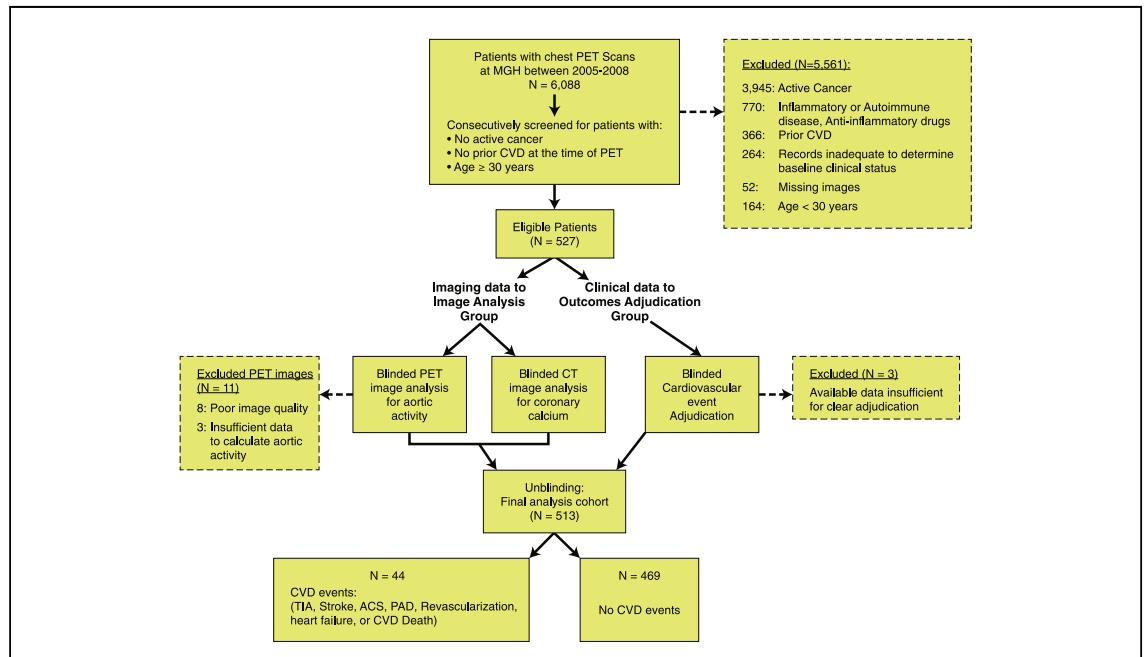 Patients with chest PET Scans
at MGH between 2005-2008
N = 6,088
Consecutively screened for patients with:
• No active cancer
• No prior CVD at the time of PET
• Age ≥ 30 years
Excluded (N=5,561):
3,945: Active Cancer
770: Inflammatory or Autoimmune
disease, Anti-inflammatory drugs
366: Prior CVD
264: Records inadequate to determine
baseline clinical status
52: Missing images
164: Age < 30 years
Eligible Patients
(N = 527)
Imaging data to
Image Analysis
Group
Clinical data to
Outcomes Adjudication
Group
Excluded PET images
(N = 11)
8: Poor image quality
3: Insufficient data
to calculate aortic
activity
Blinded PET
image analysis
for aortic
activity
Blinded CT
image analysis
for coronary
calcium
Blinded
Cardiovascular
event
Adjudication
Excluded (N = 3)
Available data insufficient
for clear adjudication
Unblinding:
Final analysis cohort
(N = 513)
N = 44
CVD events:
(TIA, Stroke, ACS, PAD, Revascularization,
heart failure, or CVD Death)
N = 469
No CVD events